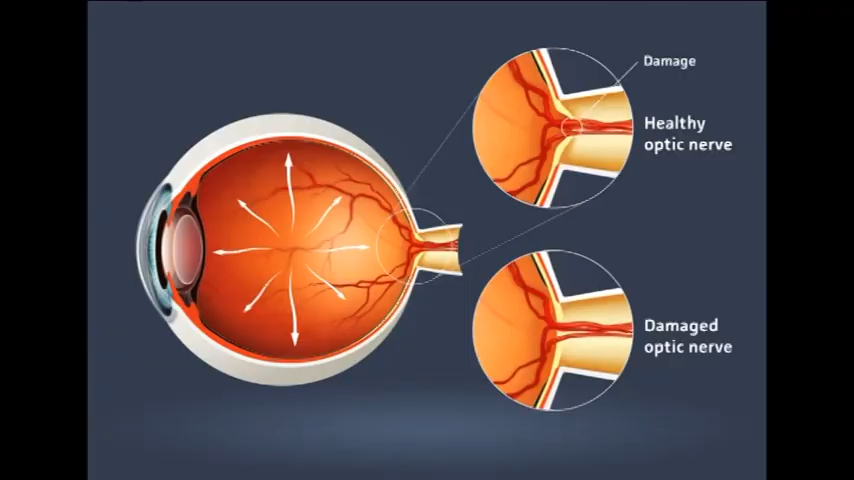 Damage
Healthy
optic nerve
Damaged
optic nerve